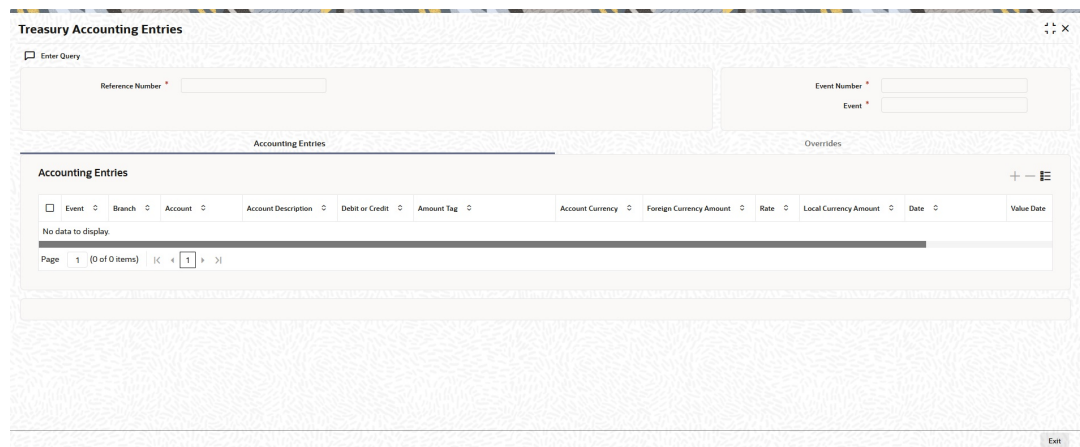 Treasury Accounting Entries
Enter Query
Reference Number *
Event Number *
Event *
Accounting Entries Overrides
Accounting Entries
Event Branch Account Account Description Debit or Credit Amount Tag Account Currency Foreign Currency Amount Rate Local Currency Amount Date Value Date
No data to display.
Page 1 (0 of 0 items) 1
Exit